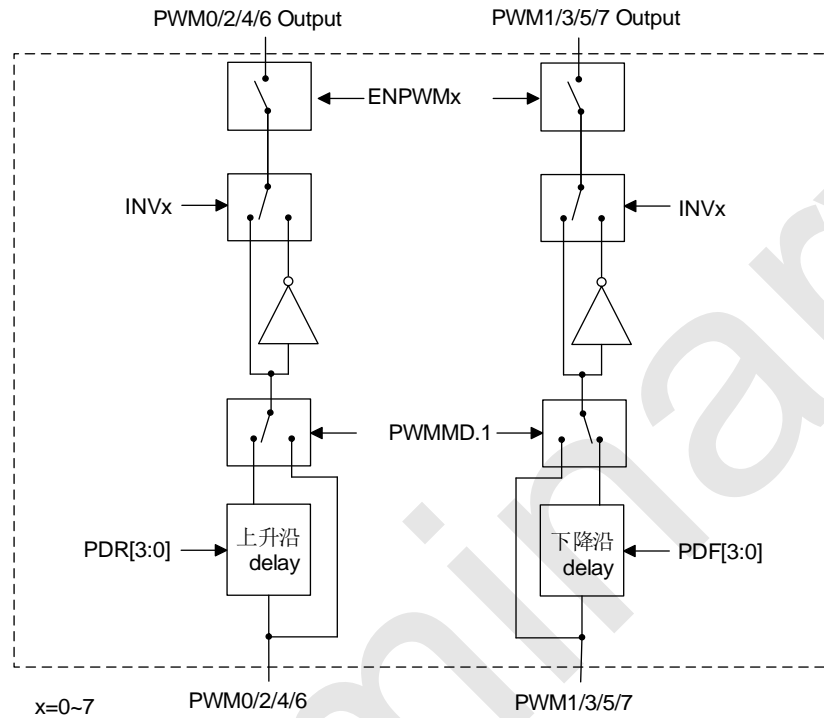 PWM0/2/4/6 Output
PWM1/3/5/7 Output
ENPWMx
INVx
INVx
PWMMD.1
PDR[3:0]
上升沿
delay
下降沿
delay
PDF[3:0]
x=0~7
PWM0/2/4/6
PWM1/3/5/7